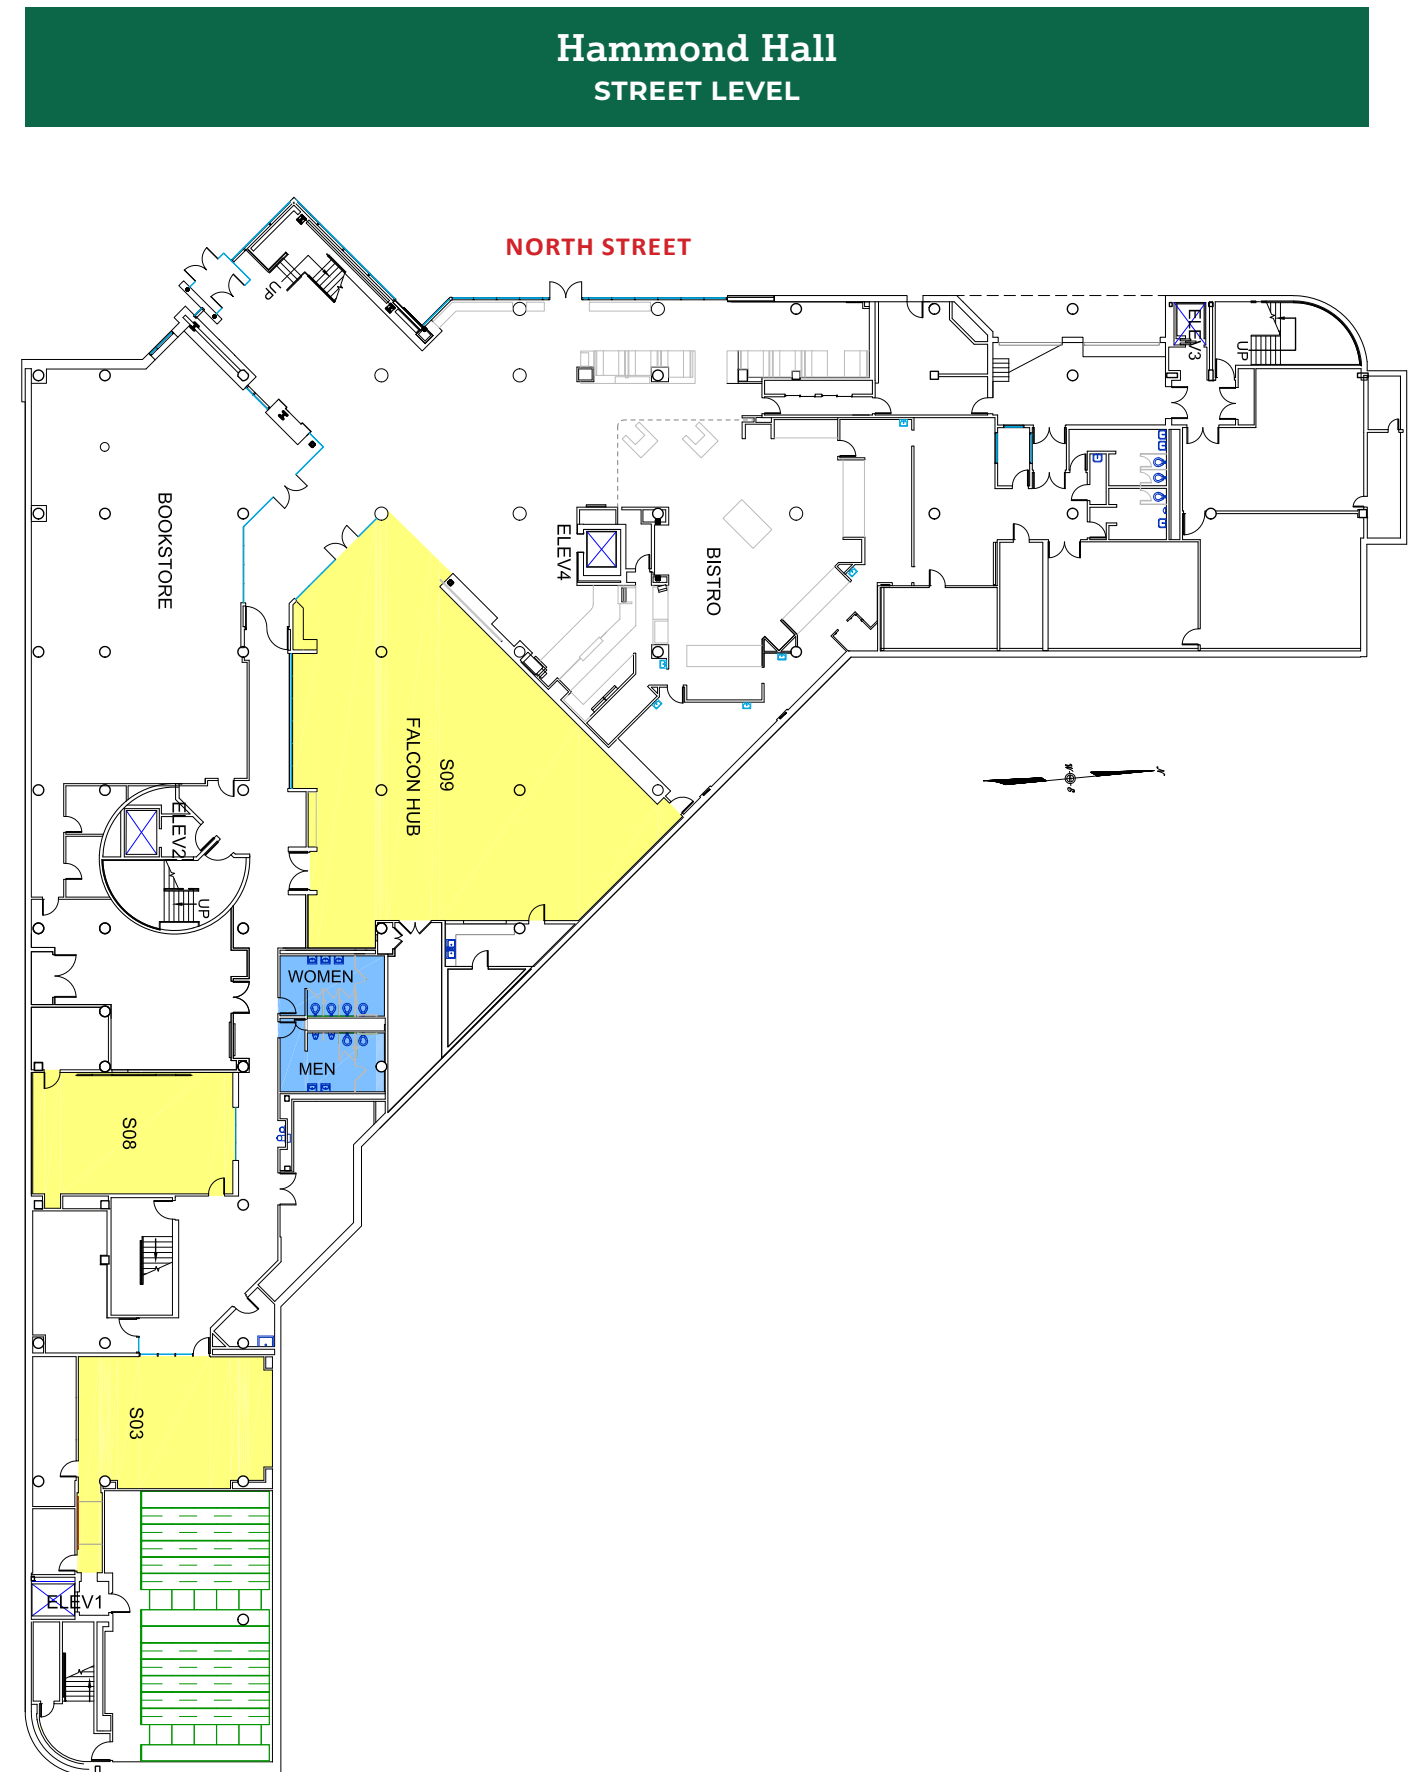 Hammond Hall
STREET LEVEL
NORTH STREET
UP
ELEV3
UP
BOOKSTORE
ELEV4
BISTRO
FALCON HUB
S09
N
W
ELEV2
UP
WOMEN
MEN
S08
S03
ELEV1